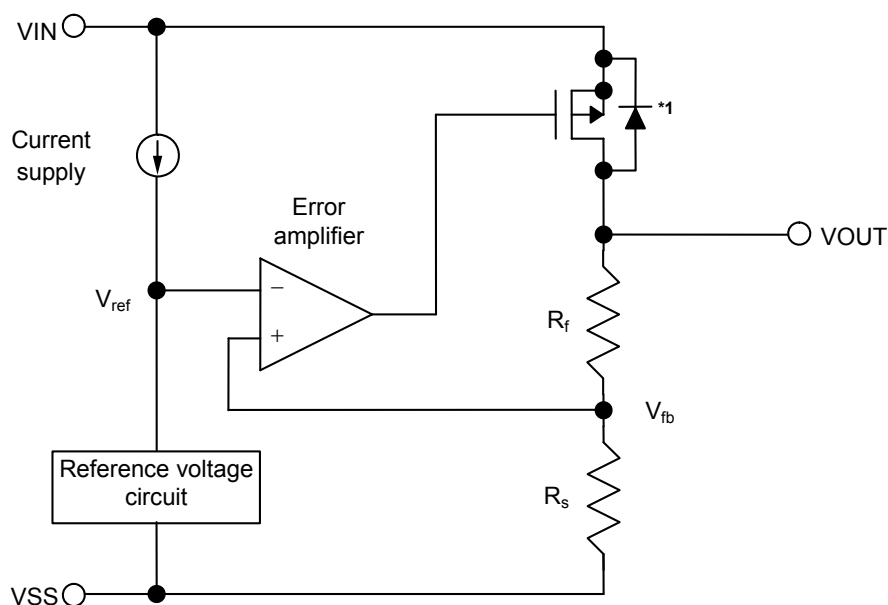 VIN
*1
Current
supply
Error
amplifier
VOUT
Vref
−
+
Rf
Vfb
Reference voltage
circuit
Rs
VSS